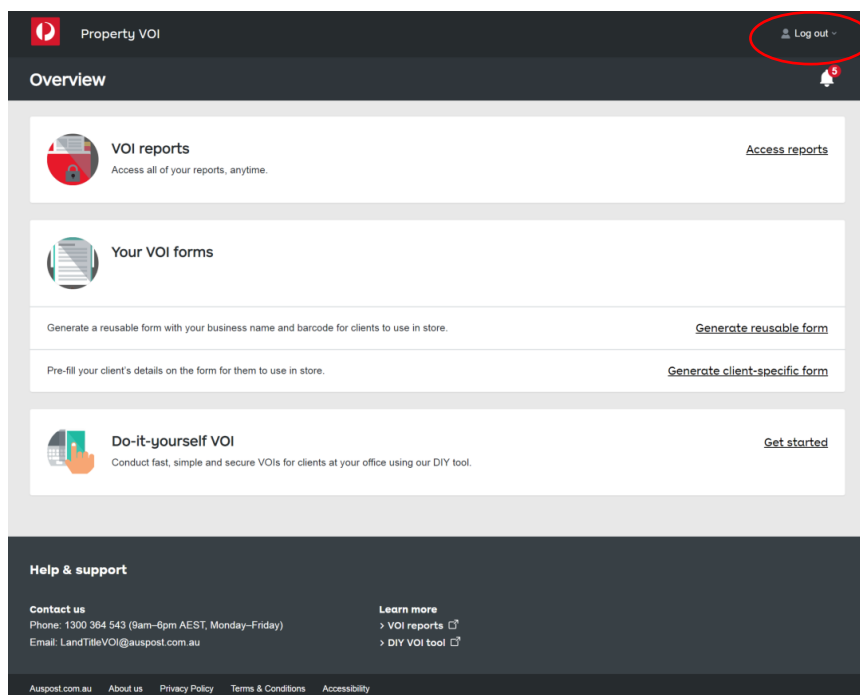 Property VOI
Log out
Overview
5
VOI reports
Access all of your reports, anytime.
Access reports
Your VOI forms
Generate a reusable form with your business name and barcode for clients to use in store.
Generate reusable form
Pre-fill your client's details on the form for them to use in store.
Generate client-specific form
Do-it-yourself VOI
Conduct fast, simple and secure VOIs for clients at your office using our DIY tool.
Get started
Help & support
Contact us
Phone: 1300 364 543 (9am–6pm AEST, Monday–Friday)
Email: LandTitleVOI@auspost.com.au
Learn more
> VOI reports
> DIY VOI tool
Auspost.com.au About us Privacy Policy Terms & Conditions Accessibility